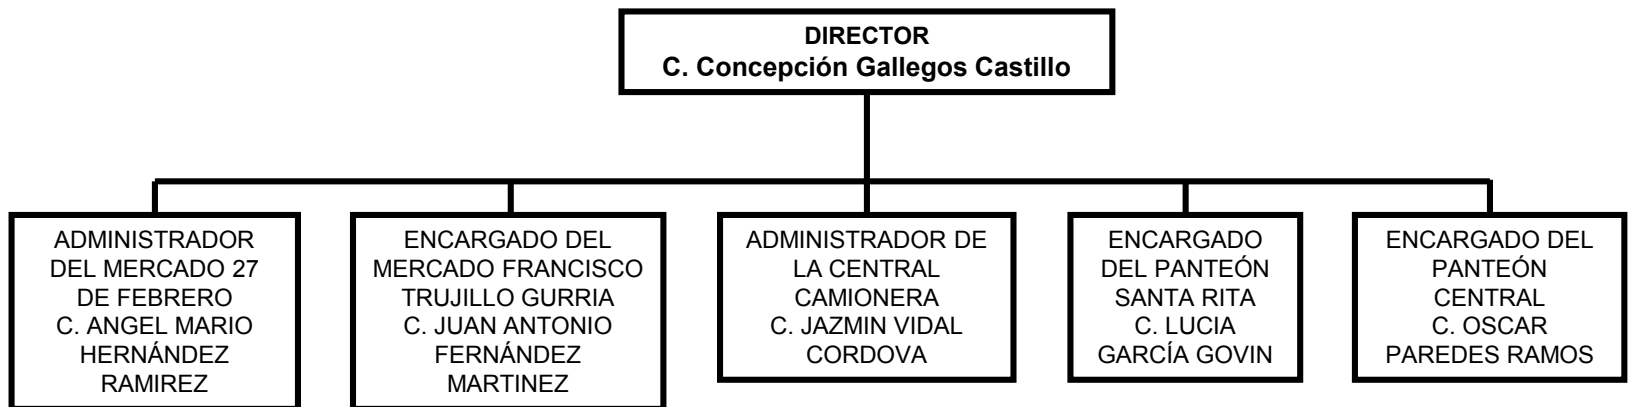 DIRECTOR
C. Concepción Gallegos Castillo
ADMINISTRADOR
DEL MERCADO 27
DE FEBRERO
C. ANGEL MARIO
HERNÁNDEZ
RAMIREZ
ENCARGADO DEL
MERCADO FRANCISCO
TRUJILLO GURRIA
C. JUAN ANTONIO
FERNÁNDEZ
MARTINEZ
ADMINISTRADOR DE
LA CENTRAL
CAMIONERA
C. JAZMIN VIDAL
CORDOVA
ENCARGADO
DEL PANTEÓN
SANTA RITA
C. LUCIA
GARCÍA GOVIN
ENCARGADO DEL
PANTEÓN
CENTRAL
C. OSCAR
PAREDES RAMOS